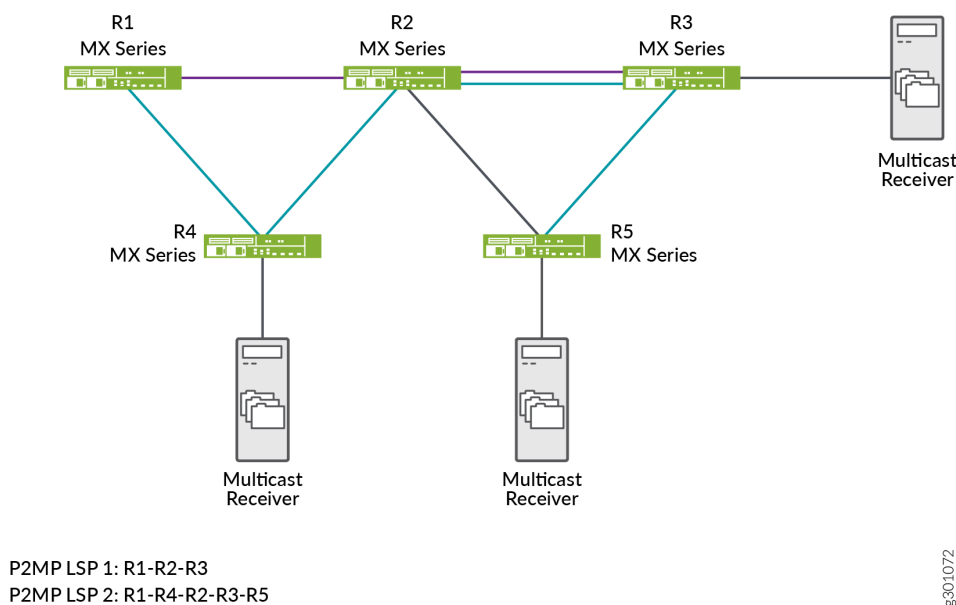 R1
MX Series
R2
MX Series
R3
MX Series
Multicast
Receiver
R4
MX Series
R5
MX Series
Multicast
Receiver
Multicast
Receiver
P2MP LSP 1: R1-R2-R3
P2MP LSP 2: R1-R4-R2-R3-R5
g301072